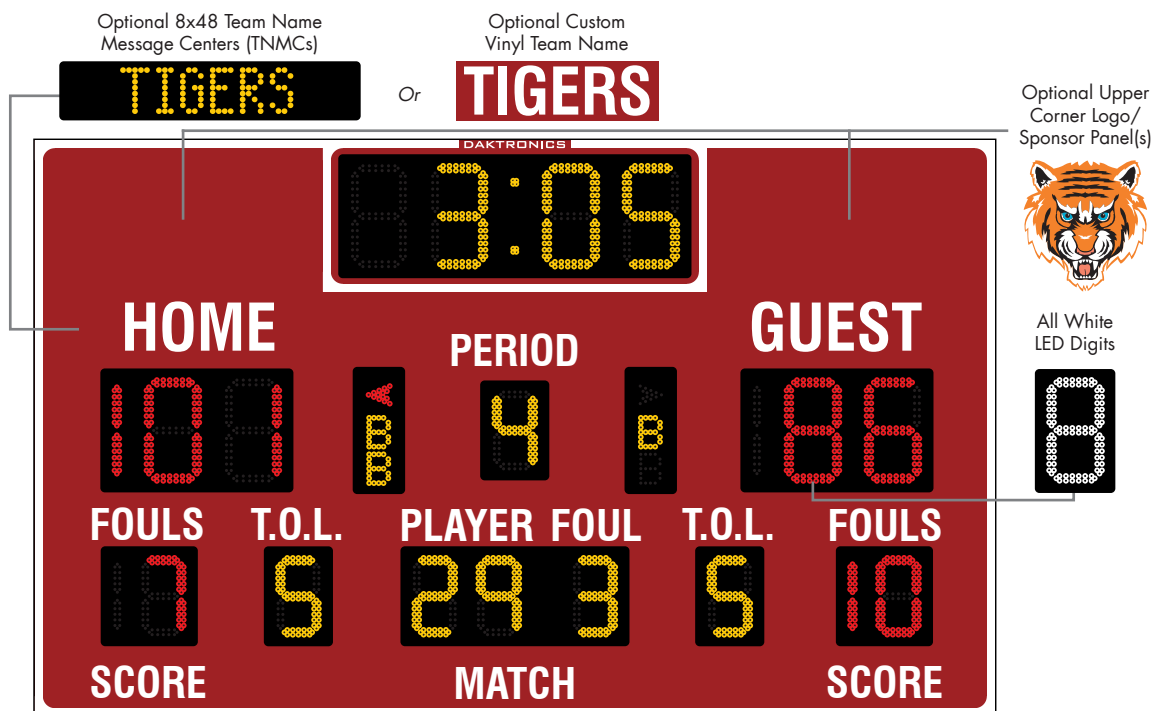 Optional 8x48 Team Name
Message Centers (TNMCs)
TIGERS
Or
Optional Custom
Vinyl Team Name
TIGERS
Optional Upper
Corner Logo/
Sponsor Panel(s)
DAKTRONICS
3:05
HOME
GUEST
PERIOD
All White
LED Digits
101
B
B
4
B
86
8
FOULS T.O.L. PLAYER FOUL T.O.L. FOULS
7 5 29 3 5 10
SCORE MATCH SCORE